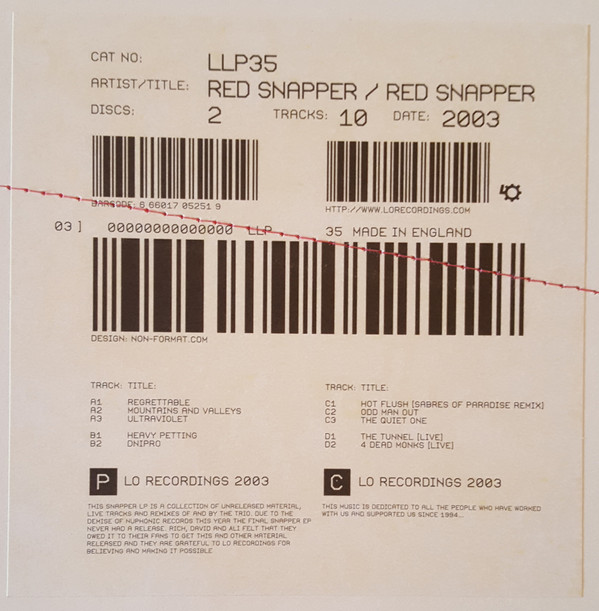 CAT NO: LLP35
ARTIST/TITLE: RED SNAPPER / RED SNAPPER
DISCS: 2 TRACKS: 10 DATE: 2003
BARCODE: 6 66017 05251 9
HTTP://WWW.LORECORDINGS.COM
03] 00000000000000 LLP 35 MADE IN ENGLAND
DESIGN: NON-FORMAT.COM
TRACK: TITLE:
A1 REGRETTABLE
A2 MOUNTAINS AND VALLEYS
A3 ULTRAVIOLET
B1 HEAVY PETTING
B2 DNIPRO
TRACK: TITLE:
C1 HOT FLUSH [SABRES OF PARADISE REMIX]
C2 ODD MAN OUT
C3 THE QUIET ONE
D1 THE TUNNEL [LIVE]
D2 4 DEAD MONKS [LIVE]
P LO RECORDINGS 2003
C LO RECORDINGS 2003
THIS SNAPPER LP IS A COLLECTION OF UNRELEASED MATERIAL,
LIVE TRACKS AND REMIXES OF AND BY THE TRIO. DUE TO THE
DEMISE OF NUPHONIC RECORDS THIS YEAR THE FINAL SNAPPER EP
NEVER HAD A RELEASE. RICH, DAVID AND ALI FELT THAT THEY
OWED IT TO THEIR FANS TO GET THIS AND OTHER MATERIAL
RELEASED AND THEY ARE GRATEFUL TO LO RECORDINGS FOR
BELIEVING AND MAKING IT POSSIBLE
THIS MUSIC IS DEDICATED TO ALL THE PEOPLE WHO HAVE WORKED
WITH US AND SUPPORTED US SINCE 1994...